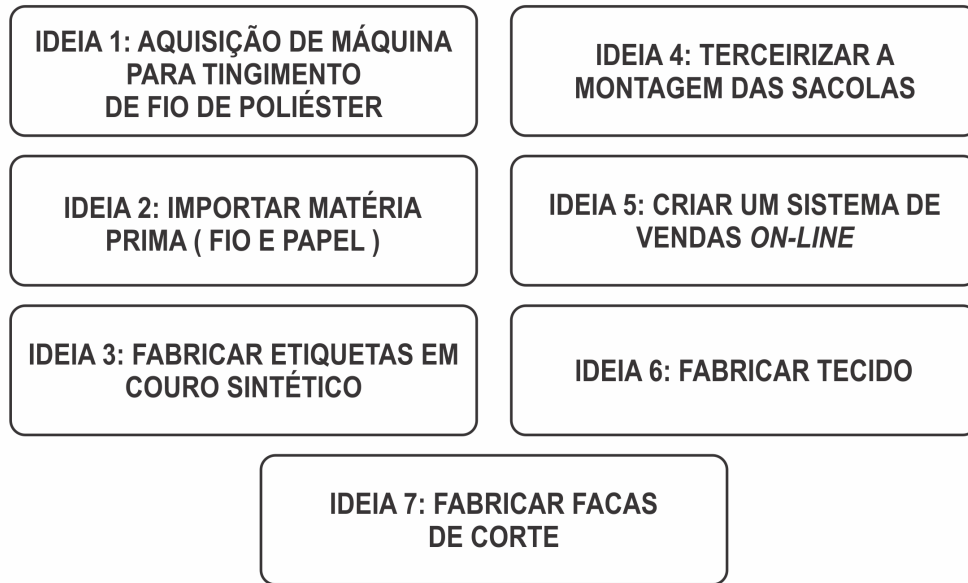 IDEIA 1: AQUISIÇÃO DE MÁQUINA
PARA TINGIMENTO
DE FIO DE POLIÉSTER
IDEIA 4: TERCEIRIZAR A
MONTAGEM DAS SACOLAS
IDEIA 2: IMPORTAR MATÉRIA
PRIMA ( FIO E PAPEL )
IDEIA 5: CRIAR UM SISTEMA DE
VENDAS ON-LINE
IDEIA 3: FABRICAR ETIQUETAS EM
COURO SINTÉTICO
IDEIA 6: FABRICAR TECIDO
IDEIA 7: FABRICAR FACAS
DE CORTE